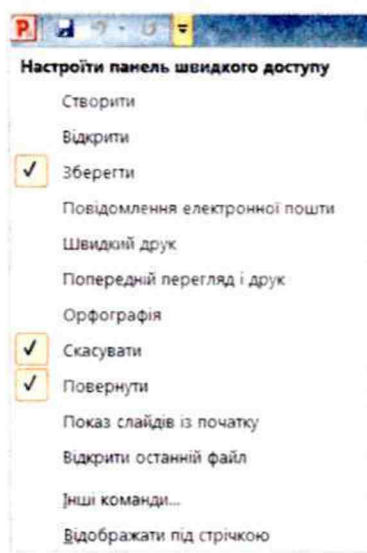 P
Настроїти панель швидкого доступу
Створити
Відкрити
Зберегти
Повідомлення електронної пошти
Швидкий друк
Попередній перегляд і друк
Орфографія
Скасувати
Повернути
Показ слайдів із початку
Відкрити останній файл
Інші команди...
Відображати під стрічкою